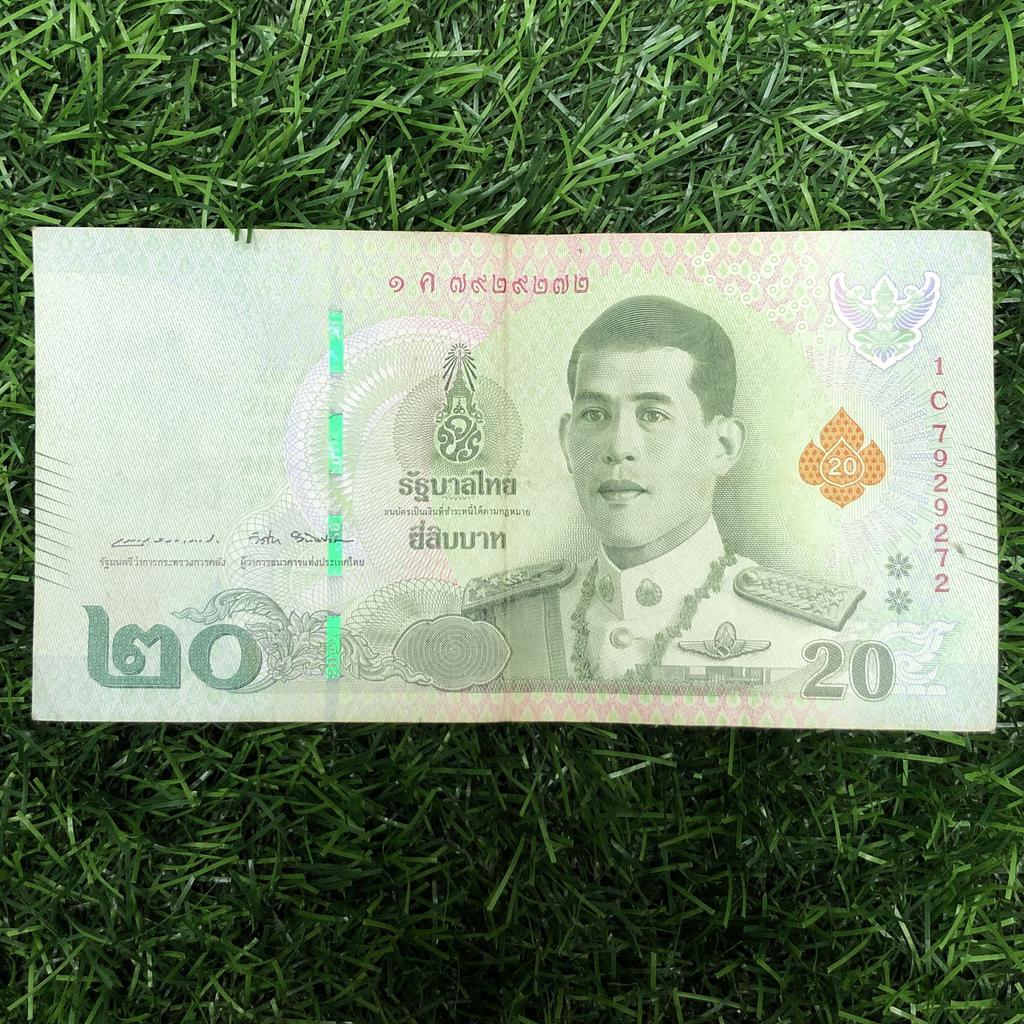 ๑ ศ ๗๙๒๙๒๗๒
1 C 7929272
20
รัฐบาลไทย
ธนบัตรเป็นเงินที่ชำระหนี้ได้ตามกฎหมาย
ยี่สิบบาท
รัฐมนตรีว่าการกระทรวงการคลัง ผู้ว่าการธนาคารแห่งประเทศไทย
๒๐
20